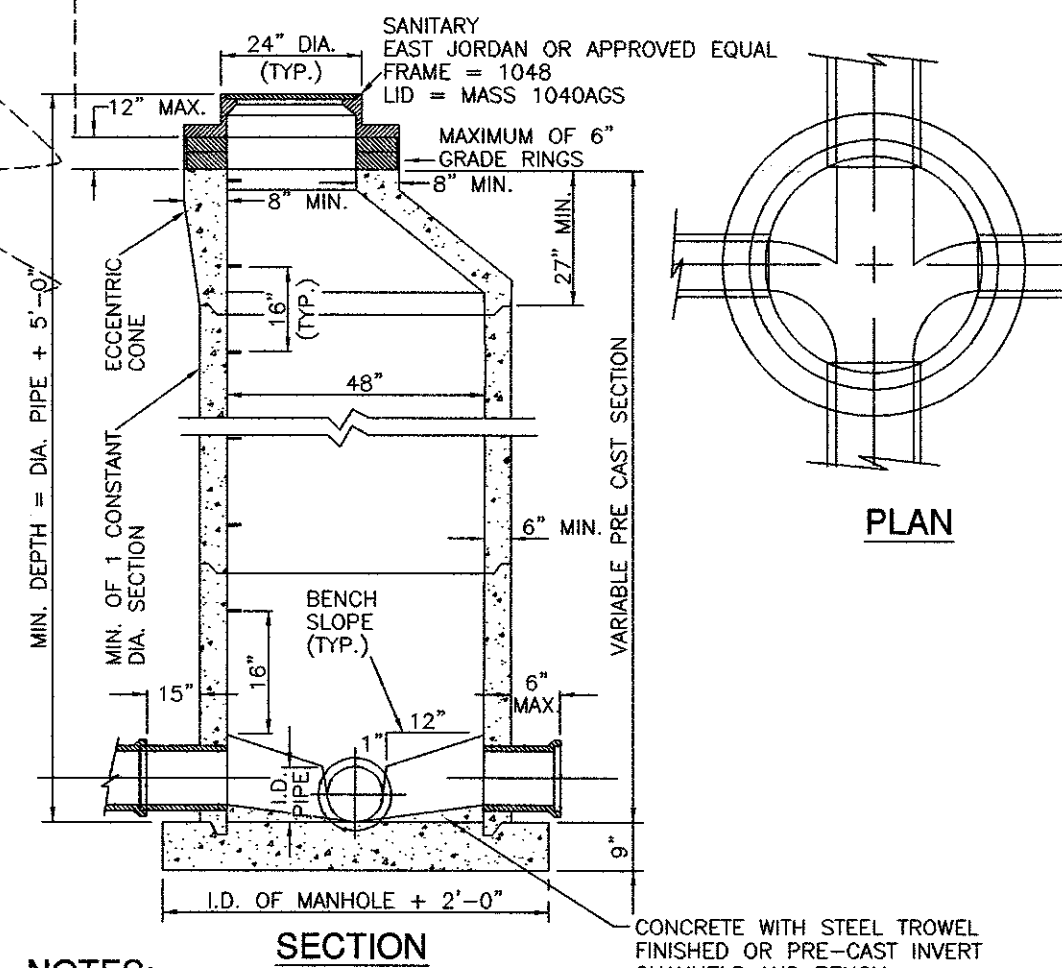 SANITARY
EAST JORDAN OR APPROVED EQUAL
FRAME = 1048
LID = MASS 1040AGS
24" DIA.
(TYP.)
12" MAX.
MAXIMUM OF 6"
GRADE RINGS
8" MIN.
8" MIN.
27" MIN.
ECCENTRIC
CONE
16"
(TYP.)
48"
MIN. DEPTH = DIA. PIPE + 5'-0"
MIN. OF 1 CONSTANT
DIA. SECTION
VARIABLE PRE CAST SECTION
6" MIN.
PLAN
BENCH
SLOPE
(TYP.)
15"
16"
12"
1"
6"
MAX.
I.D.
PIPE
9"
I.D. OF MANHOLE + 2'-0"
SECTION
CONCRETE WITH STEEL TROWEL
FINISHED OR PRE-CAST INVERT
CHANNELS AND BENCH
NOTES: